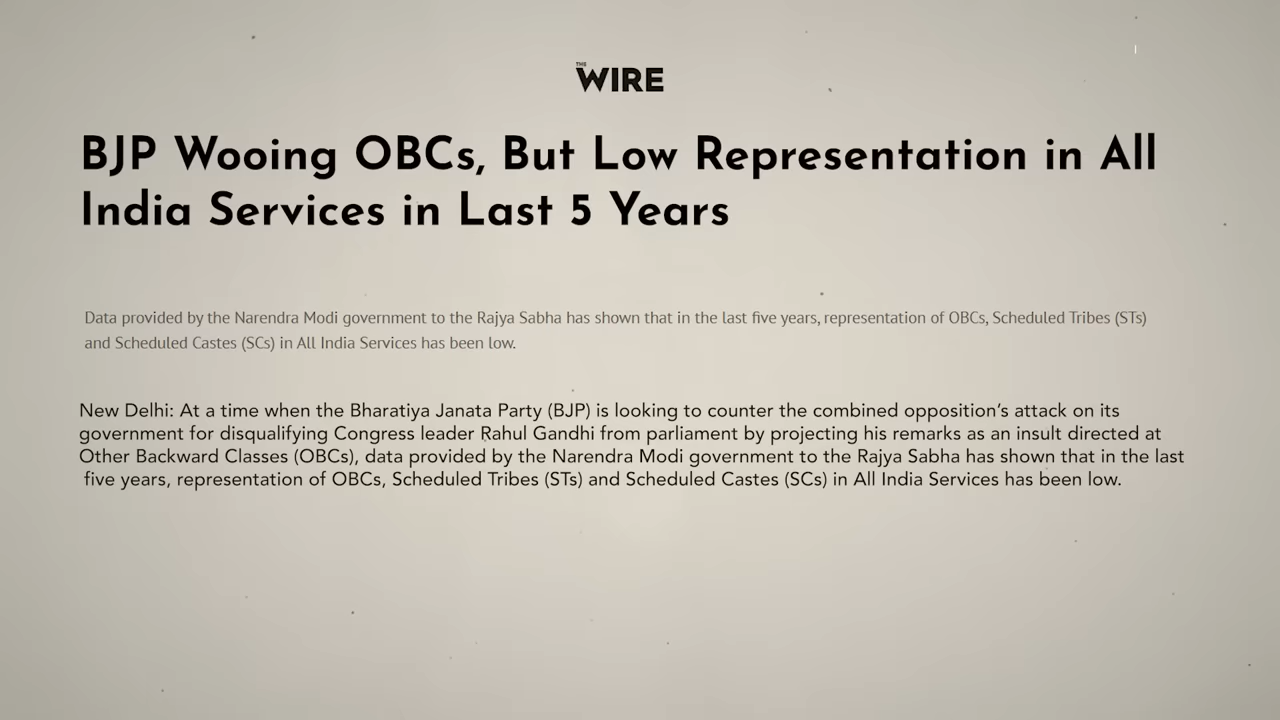 THE
WIRE
BJP Wooing OBCs, But Low Representation in All
India Services in Last 5 Years
Data provided by the Narendra Modi government to the Rajya Sabha has shown that in the last five years, representation of OBCs, Scheduled Tribes (STs)
and Scheduled Castes (SCs) in All India Services has been low.
New Delhi: At a time when the Bharatiya Janata Party (BJP) is looking to counter the combined opposition's attack on its
government for disqualifying Congress leader Rahul Gandhi from parliament by projecting his remarks as an insult directed at
Other Backward Classes (OBCs), data provided by the Narendra Modi government to the Rajya Sabha has shown that in the last
five years, representation of OBCs, Scheduled Tribes (STs) and Scheduled Castes (SCs) in All India Services has been low.